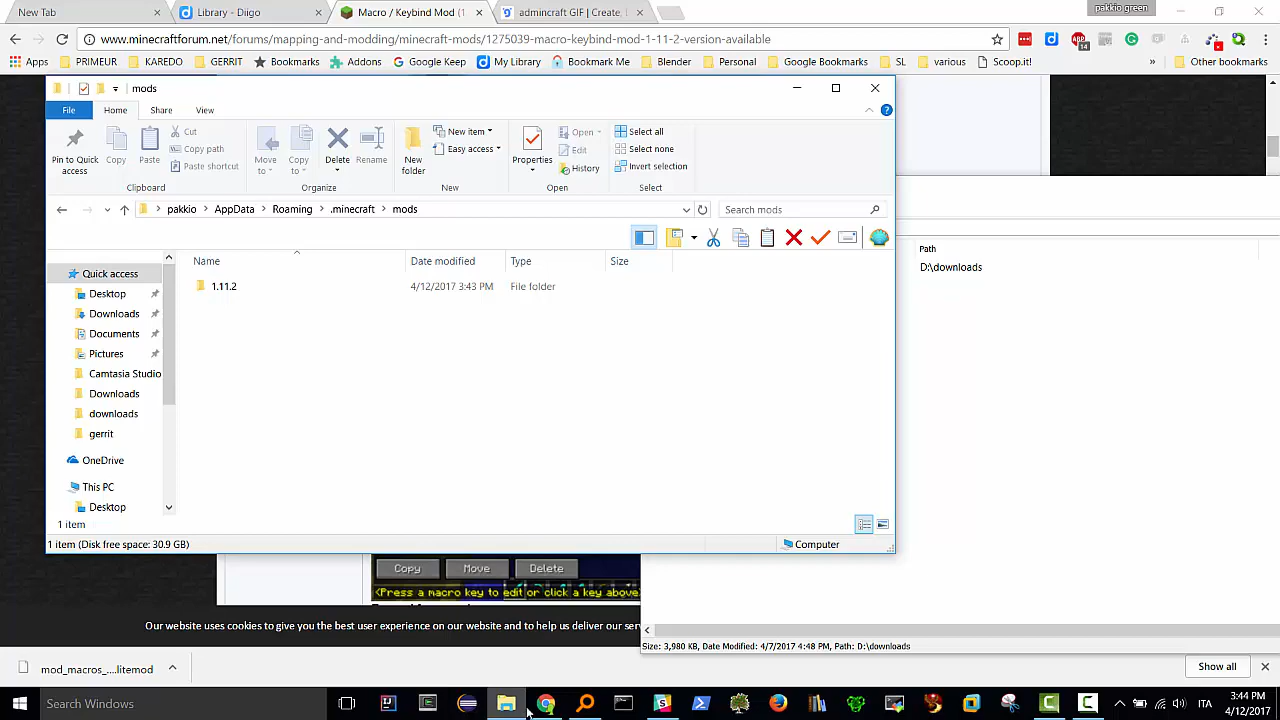 New Tab
Library - Diigo
Macro / Keybind Mod (1
admincraft GIF | Create,
pakkio green
www.minecraftforum.net/forums/mapping-and-modding/minecraft-mods/1275039-macro-keybind-mod-1-11-2-version-available
14
Apps PRIMEUR KAREDO GERRIT Bookmarks Addons Google Keep My Library Bookmark Me Blender Personal Google Bookmarks SL various Scoop.it! » Other bookmarks
mods
File Home Share View
Pin to Quick access
Copy
Paste
Cut
Copy path
Paste shortcut
Move to
Copy to
Delete
Rename
New folder
New item
Easy access
Properties
Open
Edit
History
Select all
Select none
Invert selection
Clipboard Organize New Open Select
pakkio > AppData > Roaming > .minecraft > mods
Search mods
Name Date modified Type Size
1.11.2 4/12/2017 3:43 PM File folder
Quick access
Desktop
Downloads
Documents
Pictures
Camtasia Studio
Downloads
downloads
gerrit
OneDrive
This PC
Desktop
1 item
1 item (Disk free space: 30.9 GB)
Computer
Path
D:\downloads
Copy Move Delete
<Press a macro key to edit or click a key above
Our website uses cookies to give you the best user experience on our website and to help us deliver our serv
Size: 3,980 KB, Date Modified: 4/7/2017 4:48 PM, Path: D:\downloads
mod_macros_....litemod
Show all
Search Windows
ITA
3:44 PM
4/12/2017